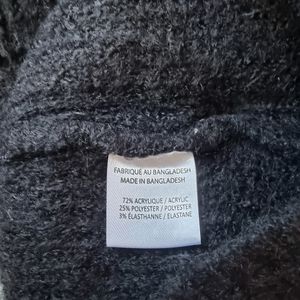 FABRIQUÉ AU BANGLADESH
MADE IN BANGLADESH
72% ACRYLIQUE / ACRYLIC
25% POLYESTER / POLYESTER
3% ÉLASTHANNE / ELASTANE